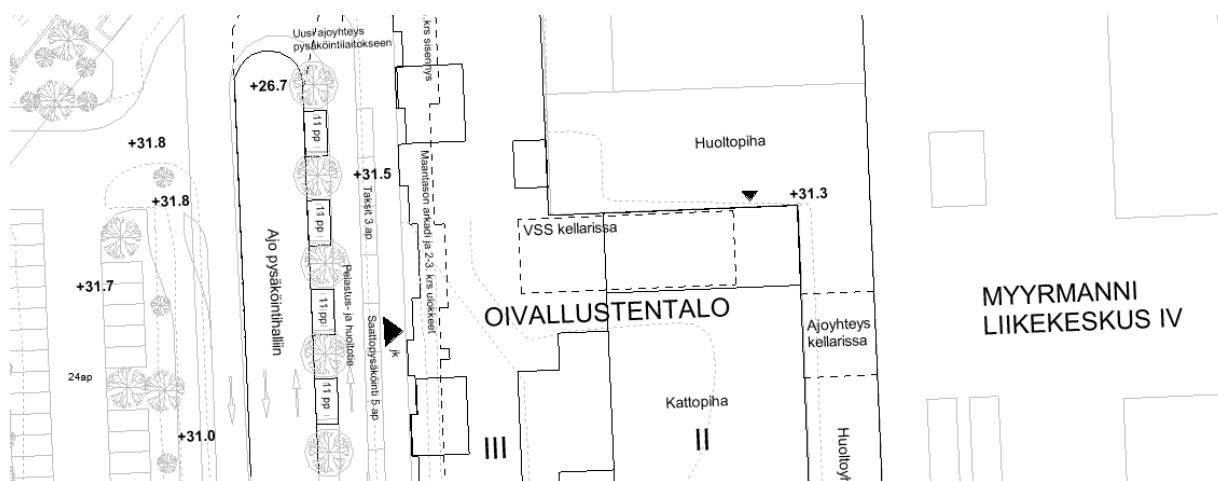 Uusi ajoyhteys
pysäköintilaitokseen
+26.7
11 pp
+31.8
+31.5
+31.8
11 pp
Taksit 3 ap
Maantason arkadi ja 2-3. krs ulokkeet
krs sisennys
Huoltopiha
+31.3
VSS kellarissa
Ajo pysäköintihalliin
Pelastus- ja huoltotie
11 pp
+31.7
Saattopysäköinti 5 ap
jk
OIVALLUSTENTALO
Ajoyhteys
kellarissa
MYYRMANNI
LIIKEKESKUS IV
24ap
11 pp
Kattopiha
+31.0
III
II